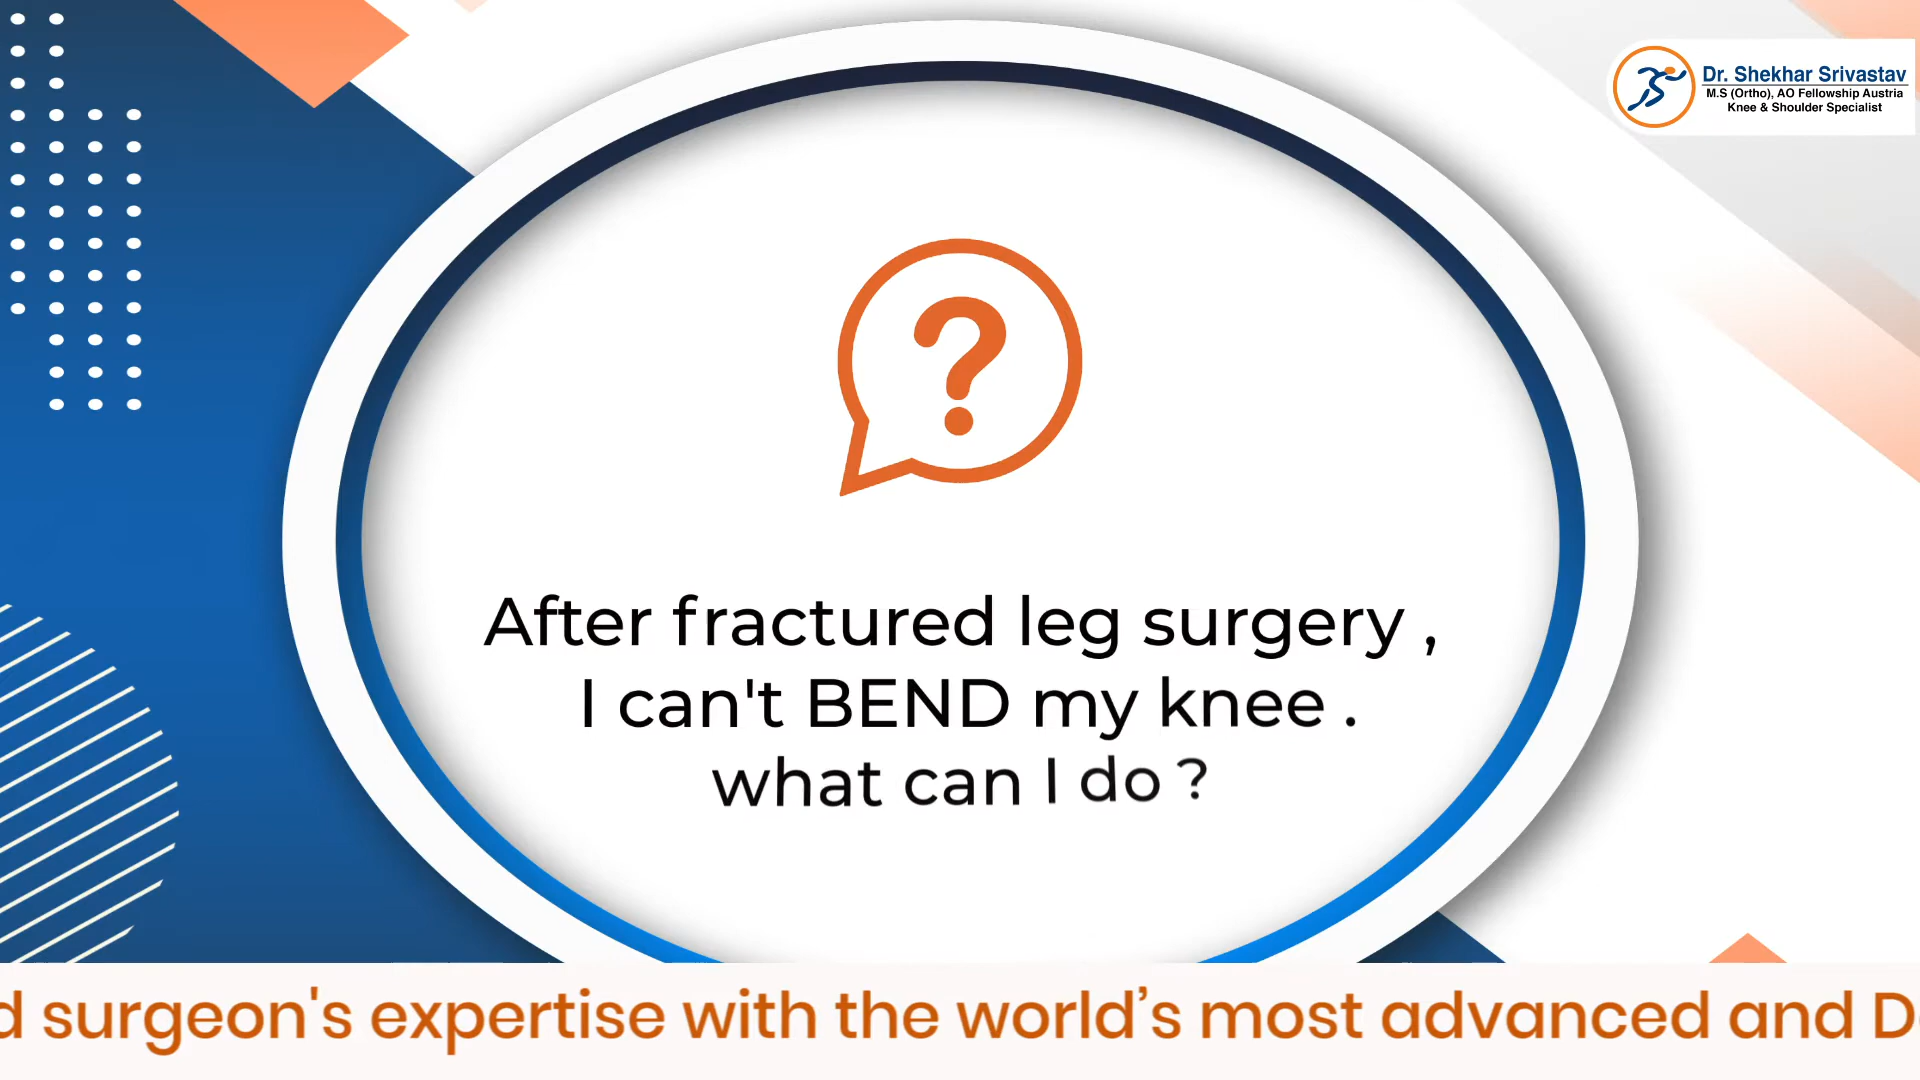 Dr. Shekhar Srivastav
M.S (Ortho), AO Fellowship Austria
Knee & Shoulder Specialist
?
After fractured leg surgery ,
I can't BEND my knee .
what can I do ?
d surgeon's expertise with the world’s most advanced and D